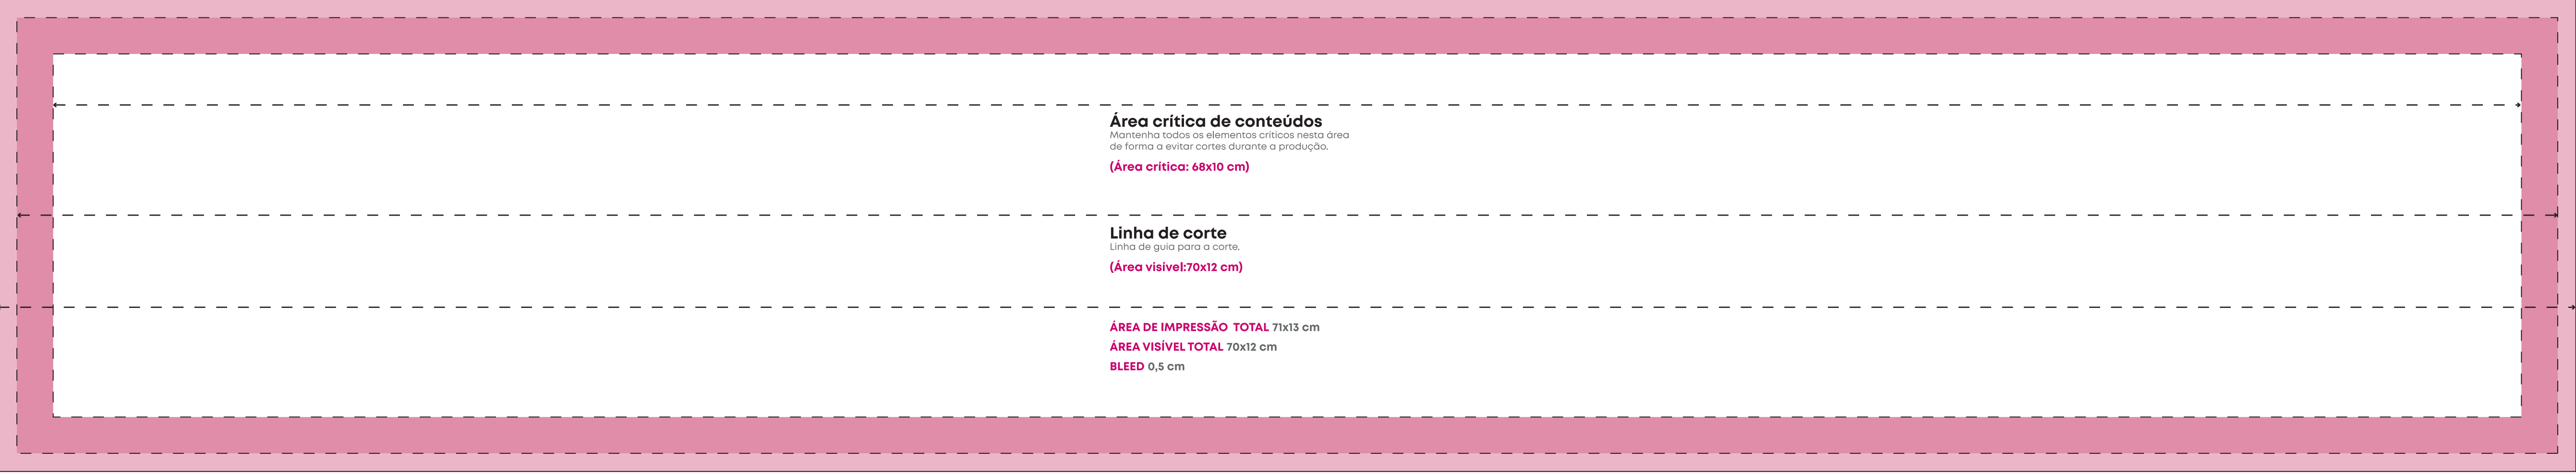 Área crítica de conteúdos
Mantenha todos os elementos críticos nesta área
de forma a evitar cortes durante a produção.
(Área crítica: 68x10 cm)
Linha de corte
Linha de guia para a corte.
(Área visivel:70x12 cm)
ÁREA DE IMPRESSÃO TOTAL 71x13 cm
ÁREA VISÍVEL TOTAL 70x12 cm
BLEED 0,5 cm